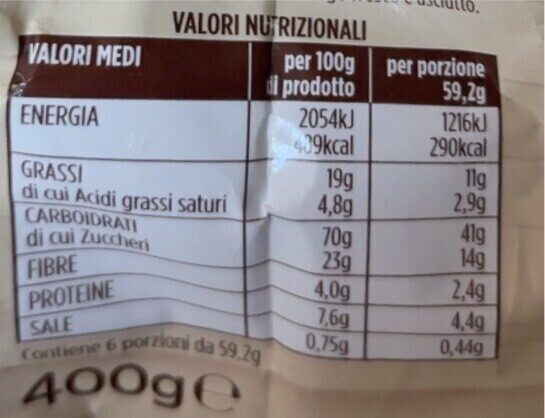 fresco e asciutto.
VALORI NUTRIZIONALI
VALORI MEDI per 100g di prodotto per porzione 59,2g
ENERGIA 2054kJ 1216kJ
489kcal 290kcal
GRASSI 19g 11g
di cui Acidi grassi saturi 4,8g 2,9g
CARBOIDRATI 70g 41g
di cui Zuccheri 23g 14g
FIBRE 4,0g 2,4g
PROTEINE 7,6g 4,4g
SALE 0,75g 0,44g
Contiene 6 porzioni da 59.2g
400g e